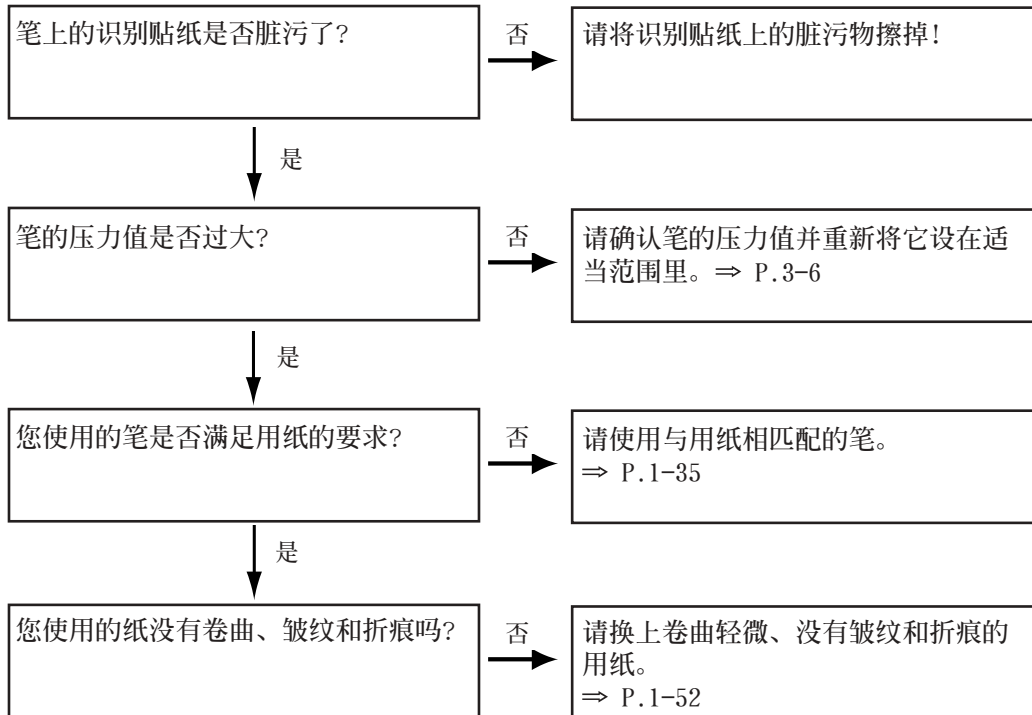 笔上的识别贴纸是否脏污了?
否
请将识别贴纸上的脏污物擦掉!
是
笔的压力值是否过大?
否
请确认笔的压力值并重新将它设在适
当范围里。⇒ P.3-6
是
您使用的笔是否满足用纸的要求?
否
请使用与用纸相匹配的笔。
⇒ P.1-35
是
您使用的纸没有卷曲、皱纹和折痕吗?
否
请换上卷曲轻微、没有皱纹和折痕的
用纸。
⇒ P.1-52